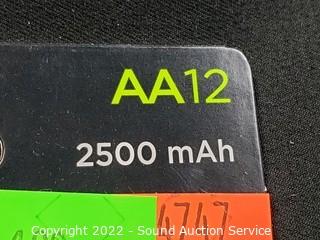 AA12
2500 mAh
4747
Copyright 2022 - Sound Auction Service